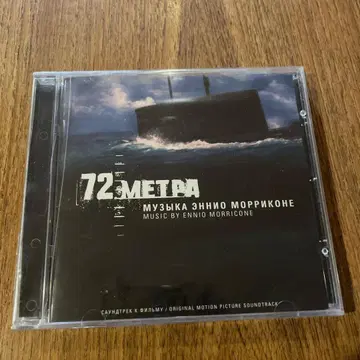 72 МЕТРА
МУЗЫКА ЭННИО МОРРИКОНЕ
MUSIC BY ENNIO MORRICONE
САУНДТРЕК К ФИЛЬМУ / ORIGINAL MOTION PICTURE SOUNDTRACK